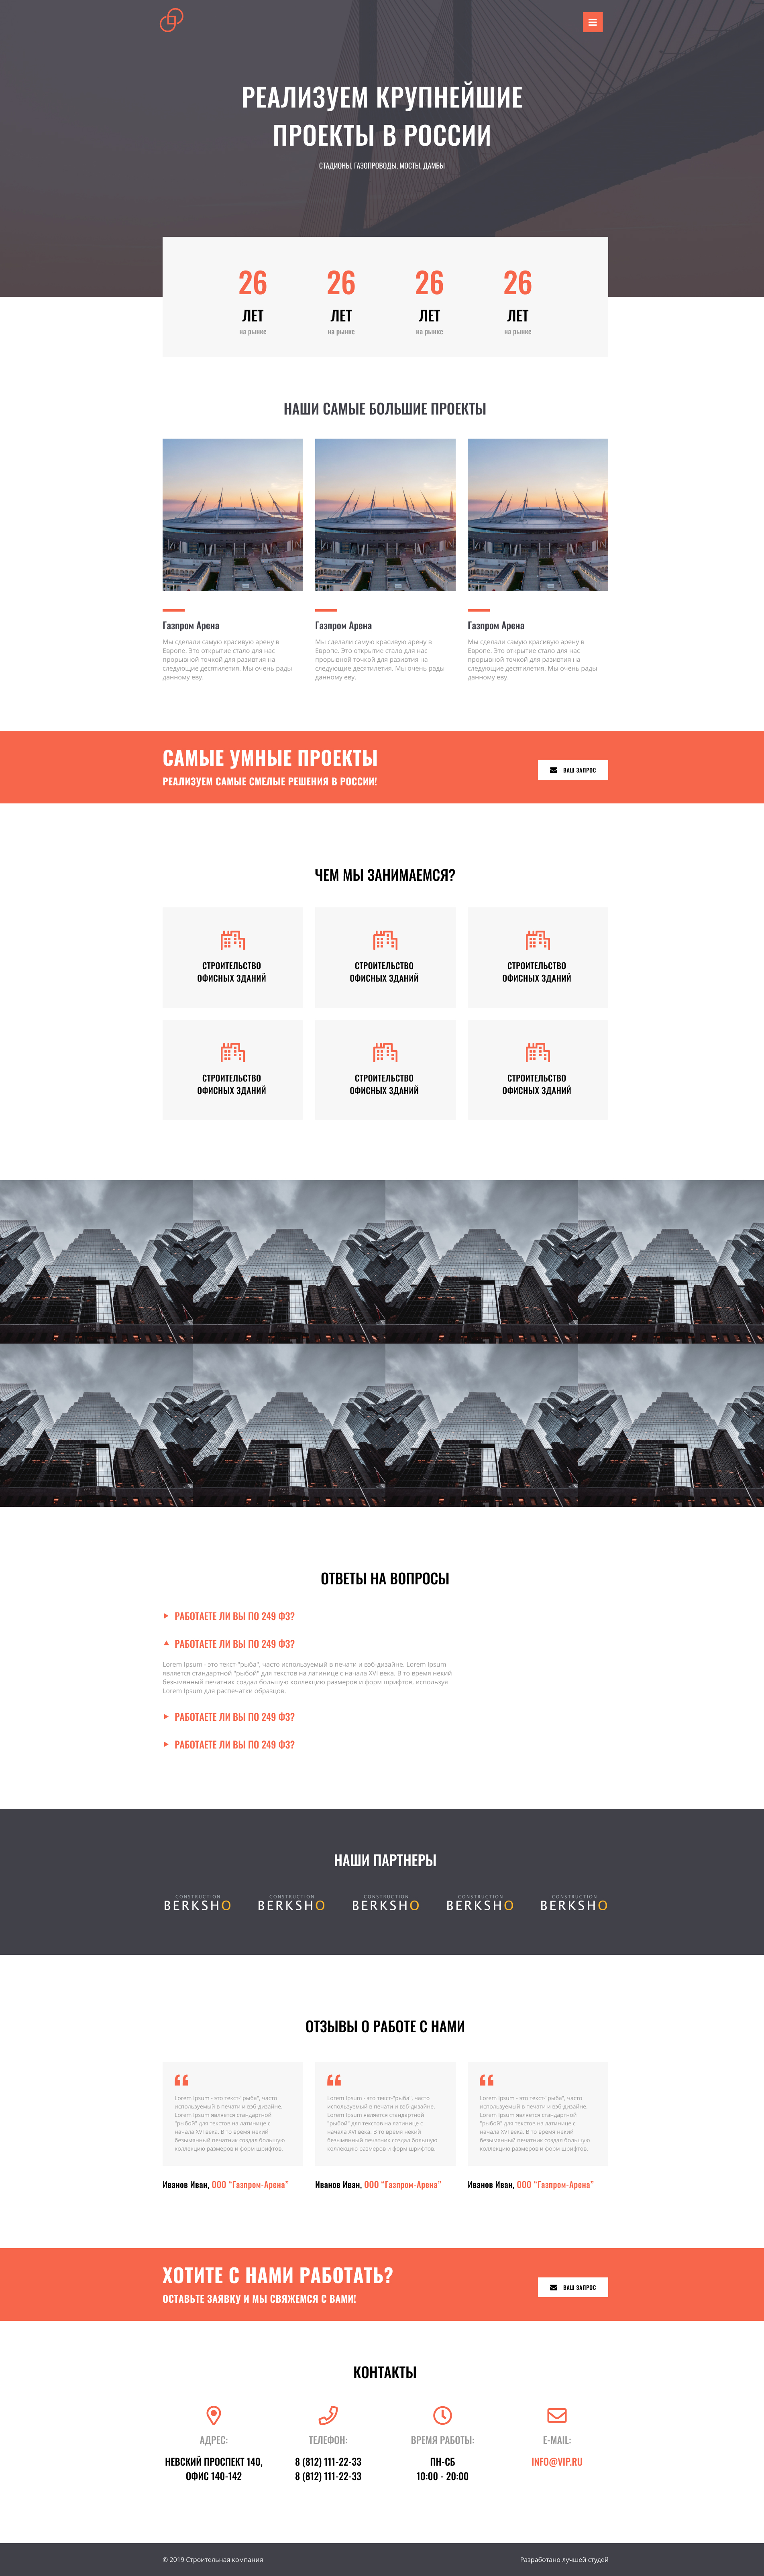 РЕАЛИЗУЕМ КРУПНЕЙШИЕ
ПРОЕКТЫ В РОССИИ
СТАДИОНЫ, ГАЗОПРОВОДЫ, МОСТЫ, ДАМБЫ
26 26 26 26
ЛЕТ ЛЕТ ЛЕТ ЛЕТ
на рынке на рынке на рынке на рынке
НАШИ САМЫЕ БОЛЬШИЕ ПРОЕКТЫ
Газпром Арена
Мы сделали самую красивую арену в
Европе. Это открытие стало для нас
прорывной точкой для разивтия на
следующие десятилетия. Мы очень рады
данному еву.
Газпром Арена
Мы сделали самую красивую арену в
Европе. Это открытие стало для нас
прорывной точкой для разивтия на
следующие десятилетия. Мы очень рады
данному еву.
Газпром Арена
Мы сделали самую красивую арену в
Европе. Это открытие стало для нас
прорывной точкой для разивтия на
следующие десятилетия. Мы очень рады
данному еву.
САМЫЕ УМНЫЕ ПРОЕКТЫ
РЕАЛИЗУЕМ САМЫЕ СМЕЛЫЕ РЕШЕНИЯ В РОССИИ!
ВАШ ЗАПРОС
ЧЕМ МЫ ЗАНИМАЕМСЯ?
СТРОИТЕЛЬСТВО
ОФИСНЫХ ЗДАНИЙ
СТРОИТЕЛЬСТВО
ОФИСНЫХ ЗДАНИЙ
СТРОИТЕЛЬСТВО
ОФИСНЫХ ЗДАНИЙ
СТРОИТЕЛЬСТВО
ОФИСНЫХ ЗДАНИЙ
СТРОИТЕЛЬСТВО
ОФИСНЫХ ЗДАНИЙ
СТРОИТЕЛЬСТВО
ОФИСНЫХ ЗДАНИЙ
ОТВЕТЫ НА ВОПРОСЫ
РАБОТАЕТЕ ЛИ ВЫ ПО 249 ФЗ?
РАБОТАЕТЕ ЛИ ВЫ ПО 249 ФЗ?
Lorem Ipsum - это текст-"рыба", часто используемый в печати и вэб-дизайне. Lorem Ipsum
является стандартной "рыбой" для текстов на латинице с начала XVI века. В то время некий
безымянный печатник создал большую коллекцию размеров и форм шрифтов, используя
Lorem Ipsum для распечатки образцов.
РАБОТАЕТЕ ЛИ ВЫ ПО 249 ФЗ?
РАБОТАЕТЕ ЛИ ВЫ ПО 249 ФЗ?
НАШИ ПАРТНЕРЫ
CONSTRUCTION
BERKSHO
CONSTRUCTION
BERKSHO
CONSTRUCTION
BERKSHO
CONSTRUCTION
BERKSHO
CONSTRUCTION
BERKSHO
ОТЗЫВЫ О РАБОТЕ С НАМИ
Lorem Ipsum - это текст-"рыба", часто
используемый в печати и вэб-дизайне.
Lorem Ipsum является стандартной
"рыбой" для текстов на латинице с
начала XVI века. В то время некий
безымянный печатник создал большую
коллекцию размеров и форм шрифтов.
Иванов Иван, ООО “Газпром-Арена”
Lorem Ipsum - это текст-"рыба", часто
используемый в печати и вэб-дизайне.
Lorem Ipsum является стандартной
"рыбой" для текстов на латинице с
начала XVI века. В то время некий
безымянный печатник создал большую
коллекцию размеров и форм шрифтов.
Иванов Иван, ООО “Газпром-Арена”
Lorem Ipsum - это текст-"рыба", часто
используемый в печати и вэб-дизайне.
Lorem Ipsum является стандартной
"рыбой" для текстов на латинице с
начала XVI века. В то время некий
безымянный печатник создал большую
коллекцию размеров и форм шрифтов.
Иванов Иван, ООО “Газпром-Арена”
ХОТИТЕ С НАМИ РАБОТАТЬ?
ОСТАВЬТЕ ЗАЯВКУ И МЫ СВЯЖЕМСЯ С ВАМИ!
ВАШ ЗАПРОС
КОНТАКТЫ
АДРЕС:
НЕВСКИЙ ПРОСПЕКТ 140,
ОФИС 140-142
ТЕЛЕФОН:
8 (812) 111-22-33
8 (812) 111-22-33
ВРЕМЯ РАБОТЫ:
ПН-СБ
10:00 - 20:00
E-MAIL:
INFO@VIP.RU
© 2019 Строительная компания
Разработано лучшей студей